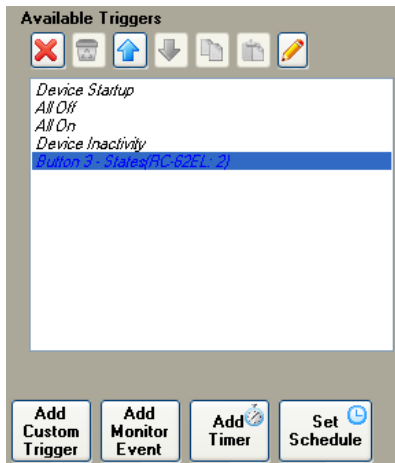 Available Triggers
Device Startup
All Off
All On
Device Inactivity
Button 3 - States(RC-62EL: 2)
Add
Custom
Trigger
Add
Monitor
Event
Add
Timer
Set
Schedule